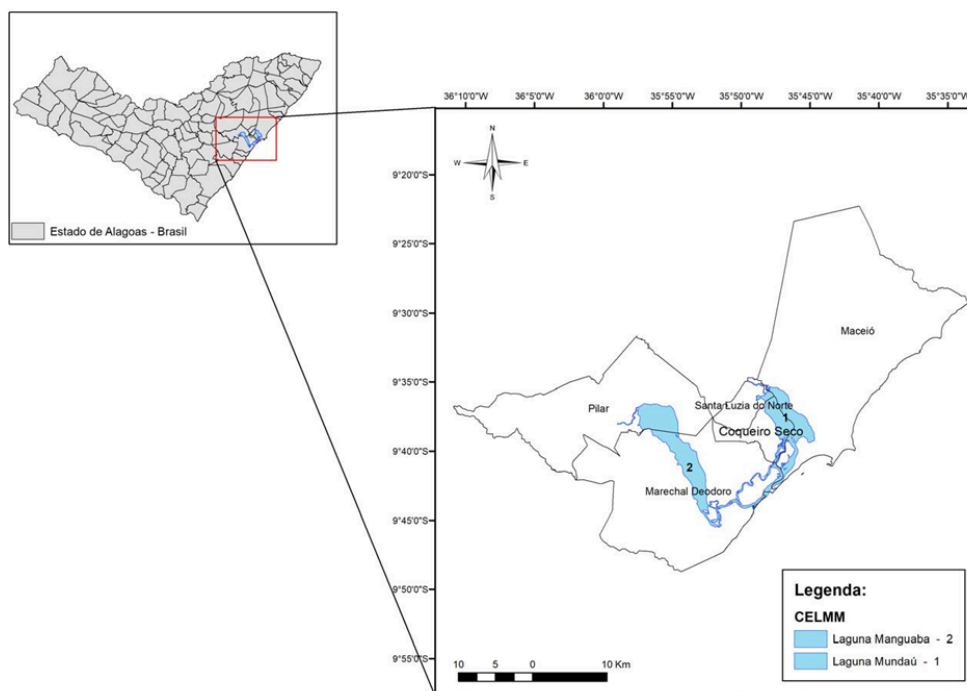 Estado de Alagoas - Brasil
36°10'0"W 36°0'0"W 35°55'0"W 35°50'0"W 35°45'0"W 35°40'0"W 35°35'0"W
N
W E
S
9°20'0"S
9°25'0"S
9°30'0"S
9°35'0"S
9°40'0"S
9°45'0"S
9°50'0"S
9°55'0"S
Maceió
Pilar
Santa Luzia do Norte
1
Coqueiro Seco
2
Marechal Deodoro
Legenda:
CELMM
Laguna Manguaba - 2
Laguna Mundaú - 1
10 5 0 10 Km